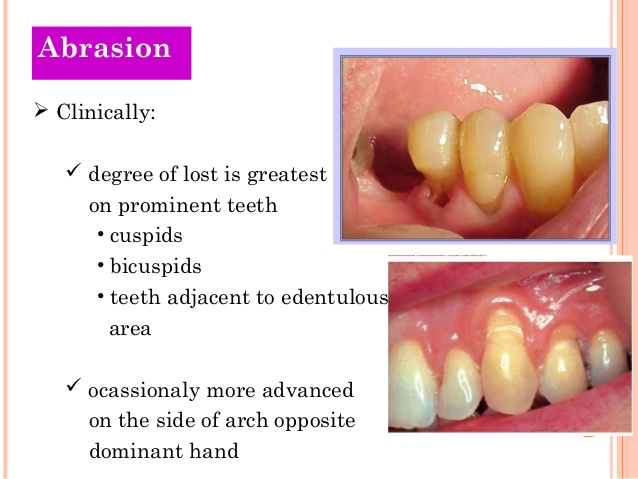 Abrasion
➢ Clinically:
✓ degree of lost is greatest
on prominent teeth
• cuspids
• bicuspids
• teeth adjacent to edentulous
area
✓ ocassionaly more advanced
on the side of arch opposite
dominant hand